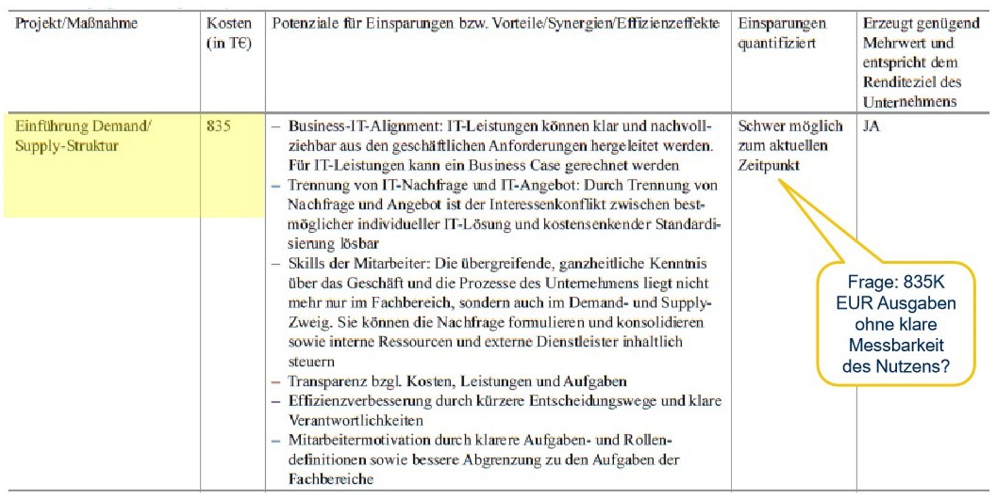 Projekt/Maßnahme
Kosten
(in T€)
Potenziale für Einsparungen bzw. Vorteile/Synergien/Effizienzeffekte
Einsparungen
quantifiziert
Erzeugt genügend
Mehrwert und
entspricht dem
Renditeziel des
Unternehmens
Einführung Demand/
Supply-Struktur
835
– Business-IT-Alignment: IT-Leistungen können klar und nachvoll-
ziehbar aus den geschäftlichen Anforderungen hergeleitet werden.
Für IT-Leistungen kann ein Business Case gerechnet werden
– Trennung von IT-Nachfrage und IT-Angebot: Durch Trennung von
Nachfrage und Angebot ist der Interessenkonflikt zwischen best-
möglicher individueller IT-Lösung und kostensenkender Standardi-
sierung lösbar
– Skills der Mitarbeiter: Die übergreifende, ganzheitliche Kenntnis
über das Geschäft und die Prozesse des Unternehmens liegt nicht
mehr nur im Fachbereich, sondern auch im Demand- und Supply-
Zweig. Sie können die Nachfrage formulieren und konsolidieren
sowie interne Ressourcen und externe Dienstleister inhaltlich
steuern
– Transparenz bzgl. Kosten, Leistungen und Aufgaben
– Effizienzverbesserung durch kürzere Entscheidungswege und klare
Verantwortlichkeiten
– Mitarbeitermotivation durch klarere Aufgaben- und Rollen-
definitionen sowie bessere Abgrenzung zu den Aufgaben der
Fachbereiche
Schwer möglich
zum aktuellen
Zeitpunkt
JA
Frage: 835K
EUR Ausgaben
ohne klare
Messbarkeit
des Nutzens?